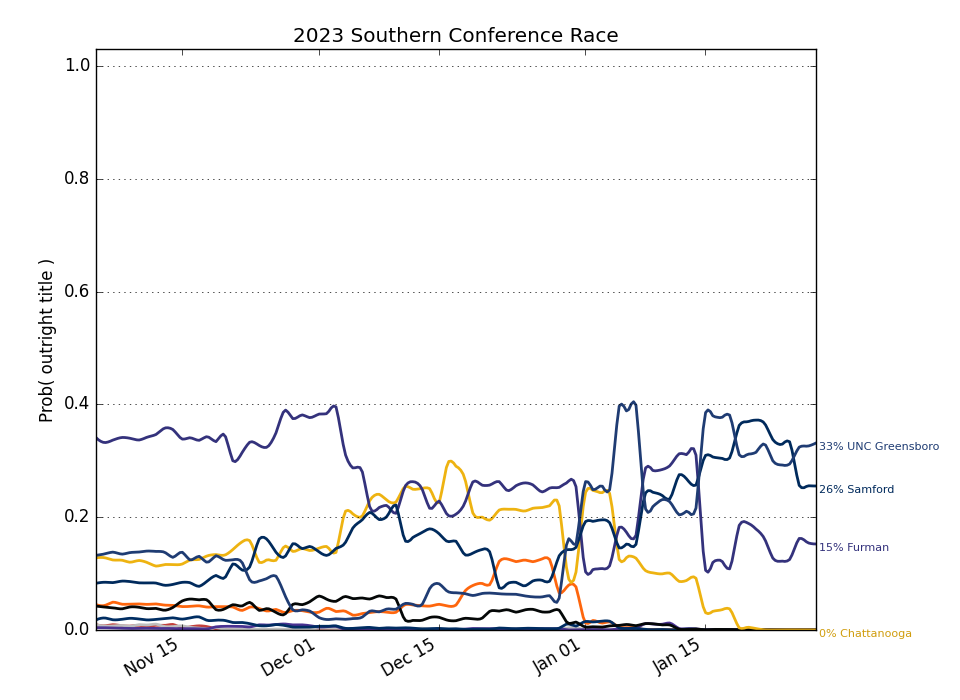 2023 Southern Conference Race
Prob( outright title )
1.0
0.8
0.6
0.4
0.2
0.0
33% UNC Greensboro
26% Samford
15% Furman
0% Chattanooga
Nov 15
Dec 01
Dec 15
Jan 01
Jan 15